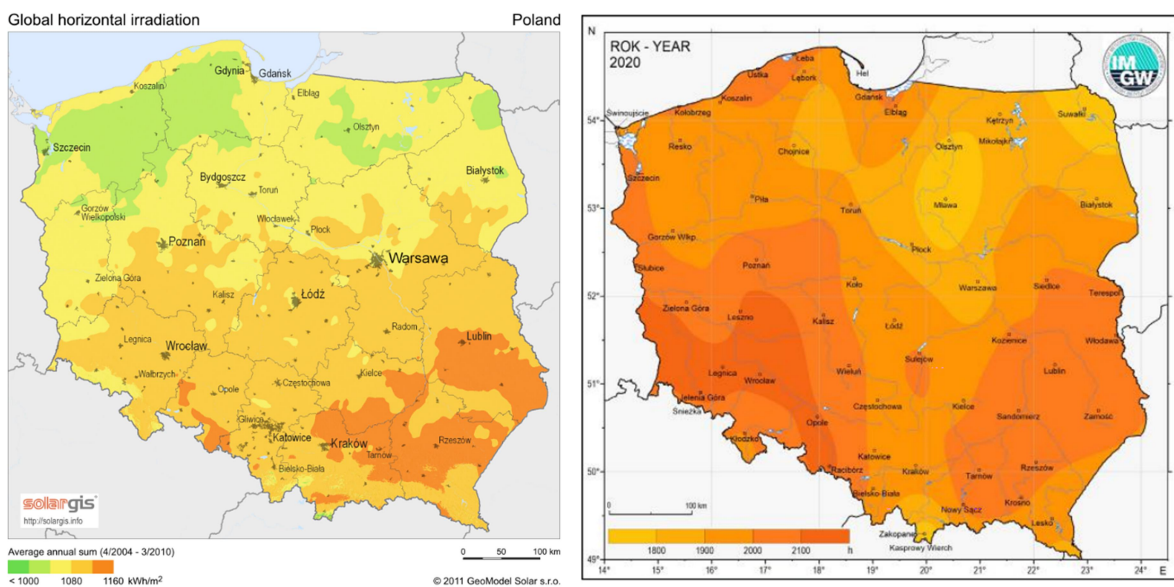 Global horizontal irradiation
Poland
Gdynia
Gdańsk
Koszalin
Elbląg
Olsztyn
Szczecin
Bydgoszcz
Toruń
Białystok
Gorzów
Wielkopolski
Włocławek
Płock
Poznań
Warsawa
Zielona Góra
Kalisz
Łódź
Radom
Lublin
Legnica
Wrocław
Wałbrzych
Opole
Częstochowa
Kielce
Gliwice
Katowice
Kraków
Tarnów
Rzeszów
Bielsko-Biała
solargis
http://solargis.info
Average annual sum (4/2004 - 3/2010)
0 50 100 km
< 1000 1080 1160 kWh/m²
© 2011 GeoModel Solar s.r.o.
N
ROK - YEAR
2020
IM
GW
55°
54°
53°
52°
51°
50°
49°
Łeba
Ustka
Lębork
Hel
Koszalin
Gdańsk
Elbląg
Świnoujście
Kołobrzeg
Kętrzyn
Suwałki
Resko
Chojnice
Olsztyn
Mikołajki
Szczecin
Piła
Toruń
Mława
Białystok
Gorzów Wlkp.
Płock
Słubice
Poznań
Koło
Warszawa
Siedlce
Terespol
Zielona Góra
Leszno
Kalisz
Łódź
Kozienice
Włodawa
Sulejów
Legnica
Wrocław
Wieluń
Lublin
Jelenia Góra
Śnieżka
Częstochowa
Kielce
Sandomierz
Zamość
Opole
Kłodzko
Katowice
Racibórz
Kraków
Tarnów
Rzeszów
Bielsko-Biała
Nowy Sącz
Krosno
Lesko
Zakopane
Kasprowy Wierch
0 100 km
1800 1900 2000 2100 h
14° 15° 16° 17° 18° 19° 20° 21° 22° 23° 24° E